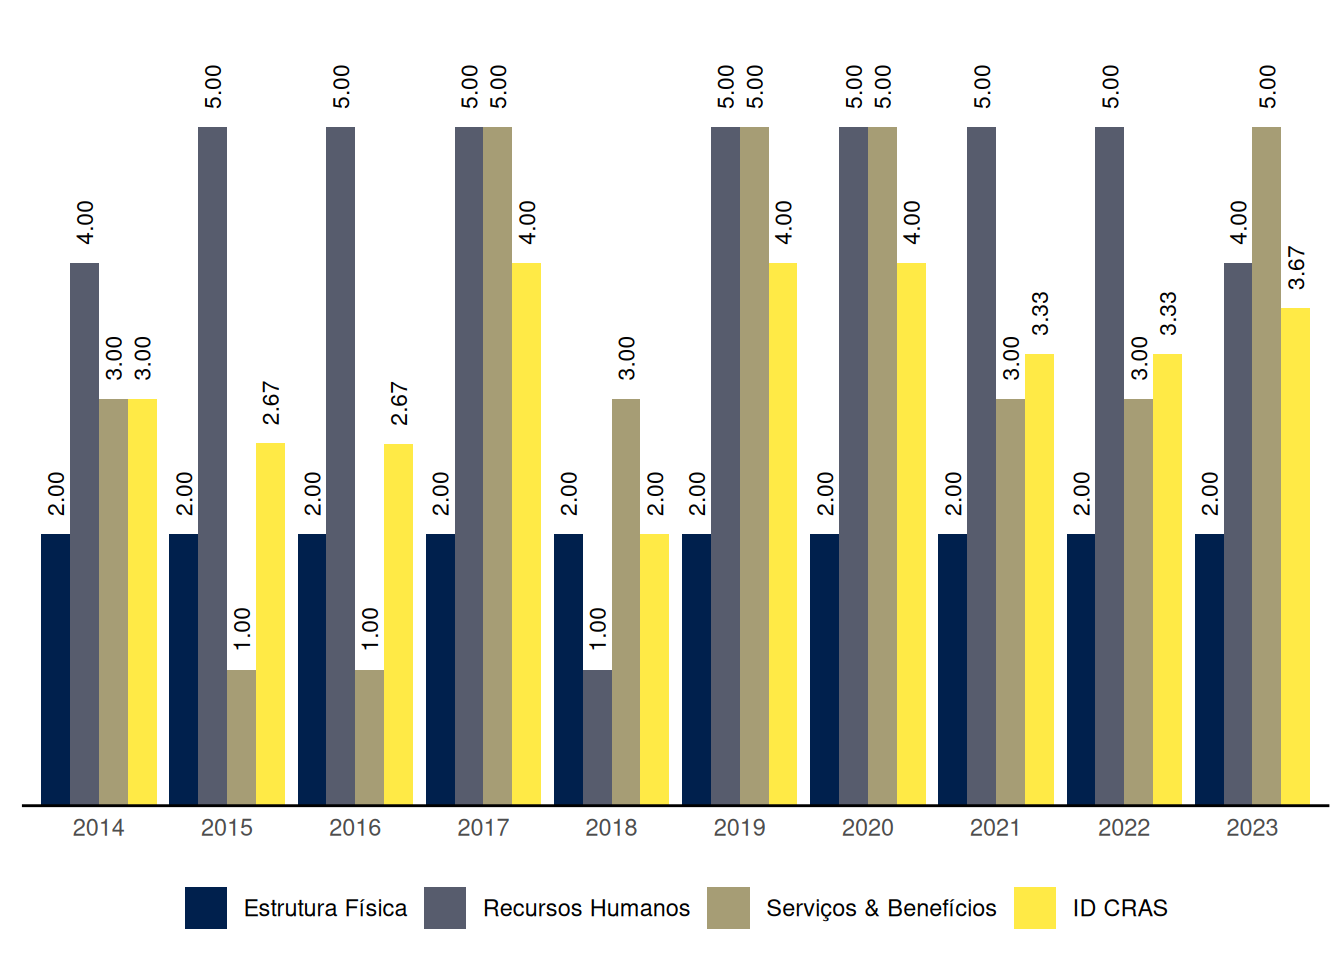 2.00 4.00 3.00 3.00 2.00 5.00 1.00 2.67 2.00 5.00 1.00 2.67 2.00 5.00 5.00 4.00 2.00 1.00 3.00 2.00 2.00 5.00 5.00 4.00 2.00 5.00 5.00 4.00 2.00 5.00 3.00 3.33 2.00 5.00 3.00 3.33 2.00 4.00 5.00 3.67
2014 2015 2016 2017 2018 2019 2020 2021 2022 2023
Estrutura Física Recursos Humanos Serviços & Benefícios ID CRAS